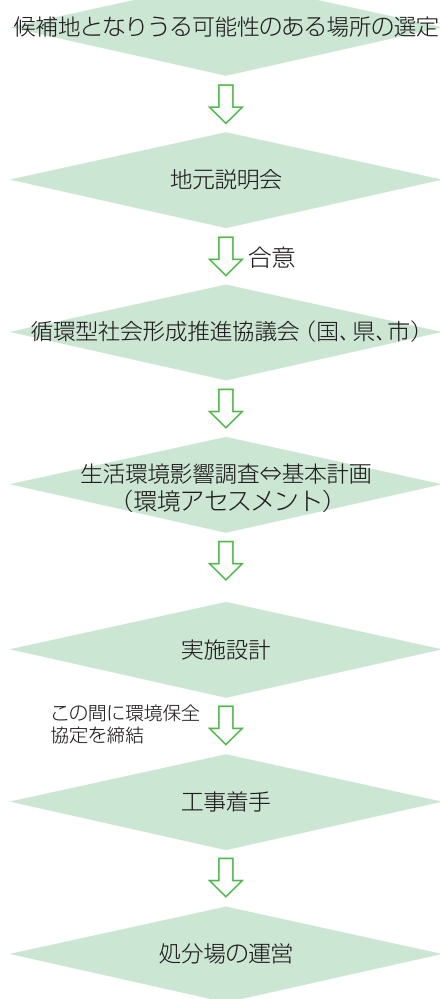 候補地となりうる可能性のある場所の選定
地元説明会
合意
循環型社会形成推進協議会（国、県、市）
生活環境影響調査⇔基本計画
（環境アセスメント）
実施設計
この間に環境保全
協定を締結
工事着手
処分場の運営